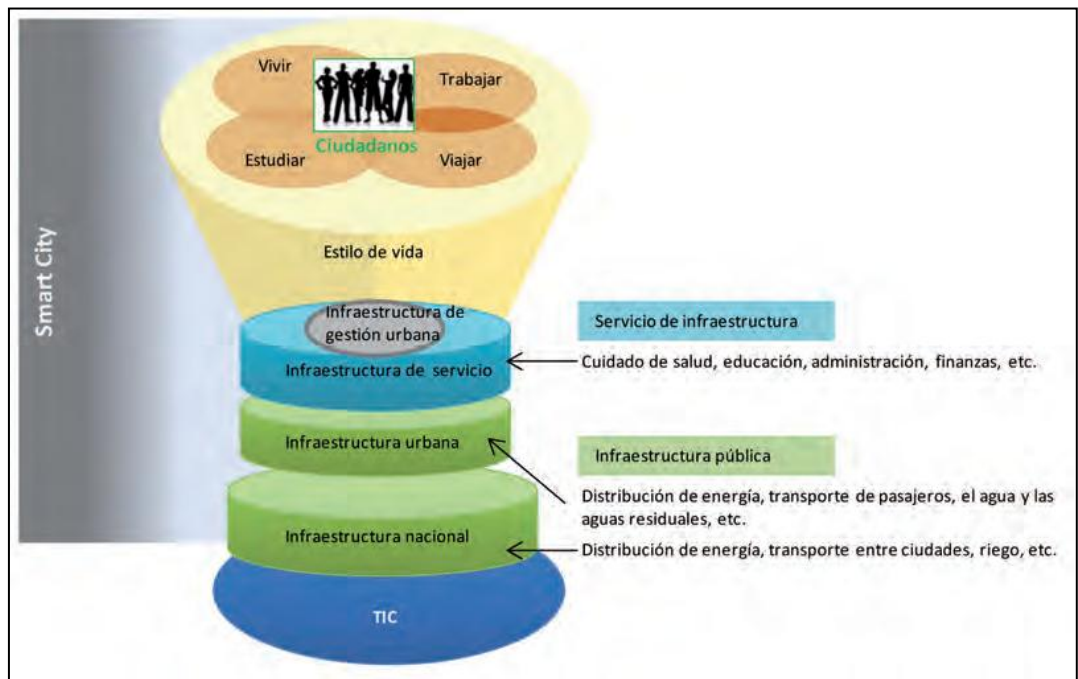 Smart City
Vivir
Trabajar
Ciudadanos
Estudiar
Viajar
Estilo de vida
Infraestructura de
gestión urbana
Infraestructura de servicio
Servicio de infraestructura
Cuidado de salud, educación, administración, finanzas, etc.
Infraestructura urbana
Infraestructura pública
Distribución de energía, transporte de pasajeros, el agua y las
aguas residuales, etc.
Infraestructura nacional
Distribución de energía, transporte entre ciudades, riego, etc.
TIC